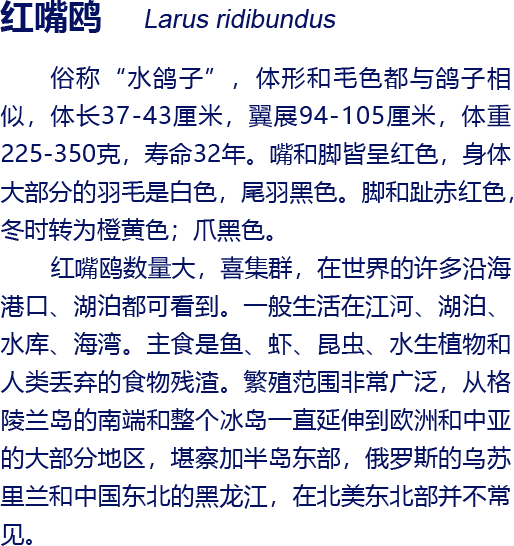 红嘴鸥 Larus ridibundus
俗称“水鸽子”，体形和毛色都与鸽子相
似，体长37-43厘米，翼展94-105厘米，体重
225-350克，寿命32年。嘴和脚皆呈红色，身体
大部分的羽毛是白色，尾羽黑色。脚和趾赤红色，
冬时转为橙黄色；爪黑色。
红嘴鸥数量大，喜集群，在世界的许多沿海
港口、湖泊都可看到。一般生活在江河、湖泊、
水库、海湾。主食是鱼、虾、昆虫、水生植物和
人类丢弃的食物残渣。繁殖范围非常广泛，从格
陵兰岛的南端和整个冰岛一直延伸到欧洲和中亚
的大部分地区，堪察加半岛东部，俄罗斯的乌苏
里兰和中国东北的黑龙江，在北美东北部并不常
见。